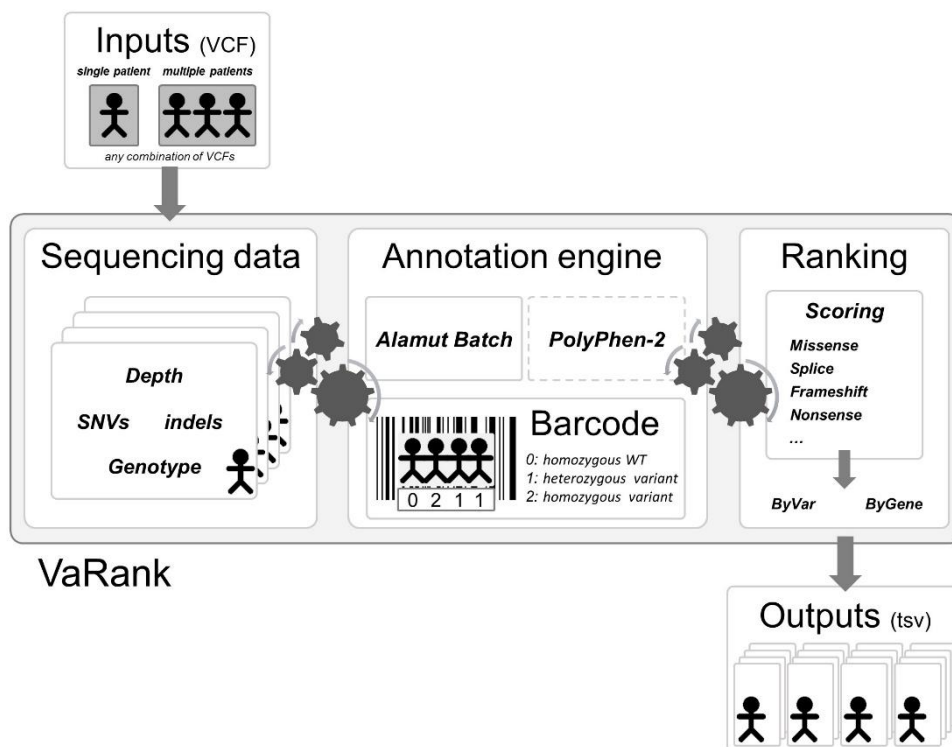 Inputs (VCF)
single patient multiple patients
any combination of VCFs
Sequencing data
Depth
SNVs indels
Genotype
Annotation engine
Alamut Batch PolyPhen-2
Barcode
0: homozygous WT
1: heterozygous variant
2: homozygous variant
0 2 1 1
Ranking
Scoring
Missense
Splice
Frameshift
Nonsense
...
ByVar ByGene
VaRank
Outputs (tsv)